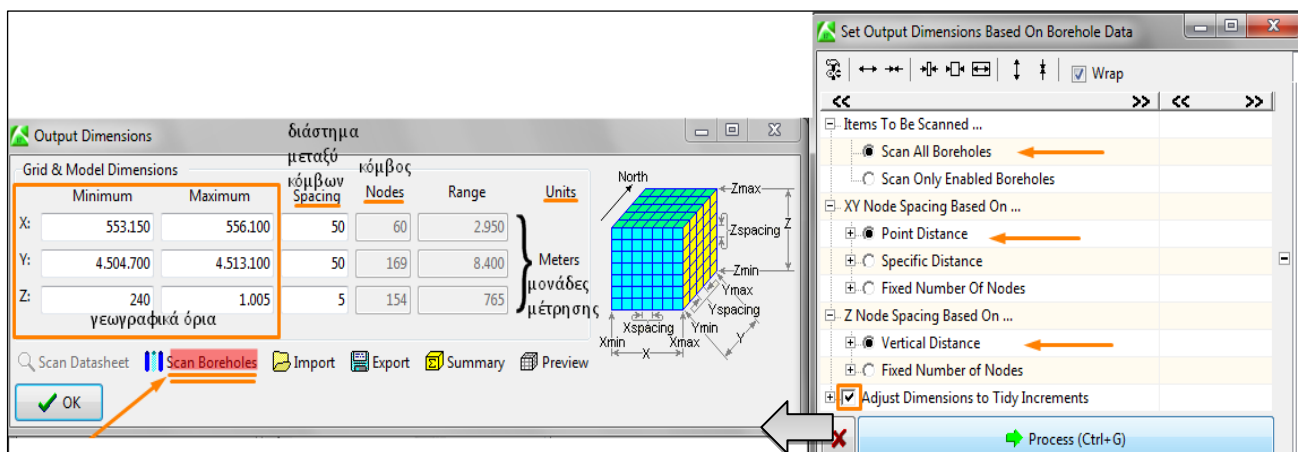 Output Dimensions
Grid & Model Dimensions
διάστημα
μεταξύ
κόμβων
κόμβος
Minimum Maximum Spacing Nodes Range Units
X: 553.150 556.100 50 60 2.950
Y: 4.504.700 4.513.100 50 169 8.400 Meters
μονάδες
μέτρησης
Z: 240 1.005 5 154 765
γεωγραφικά όρια
North
Zmax
Zspacing Z
Zmin
Ymax
Yspacing
Xspacing Ymin Y
Xmin X Xmax
Scan Datasheet Scan Boreholes Import Export Summary Preview
OK
Set Output Dimensions Based On Borehole Data
Wrap
<< >> << >>
Items To Be Scanned ...
Scan All Boreholes
Scan Only Enabled Boreholes
XY Node Spacing Based On ...
Point Distance
Specific Distance
Fixed Number Of Nodes
Z Node Spacing Based On ...
Vertical Distance
Fixed Number of Nodes
Adjust Dimensions to Tidy Increments
Process (Ctrl+G)